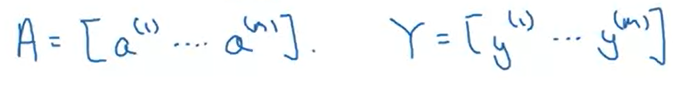 A = [a^{(1)} .... a^{(m)}]. Y = [y^{(1)} ... y^{(m)}]